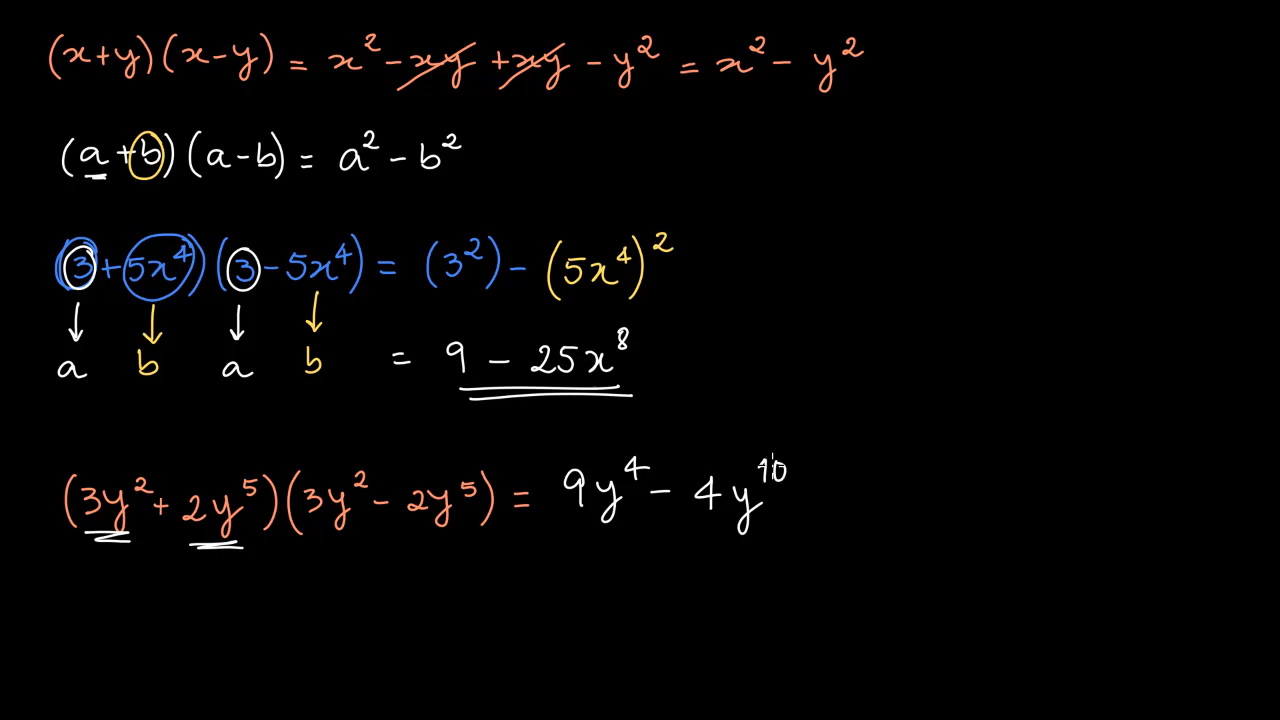 (x+y)(x-y) = x² - xy + xy - y² = x² - y²
(a+b)(a-b) = a² - b²
(3+5x⁴)(3-5x⁴) = (3²) - (5x⁴)²
a b a b
= 9 - 25x⁸
(3y²+2y⁵)(3y²-2y⁵) = 9y⁴ - 4y¹⁰